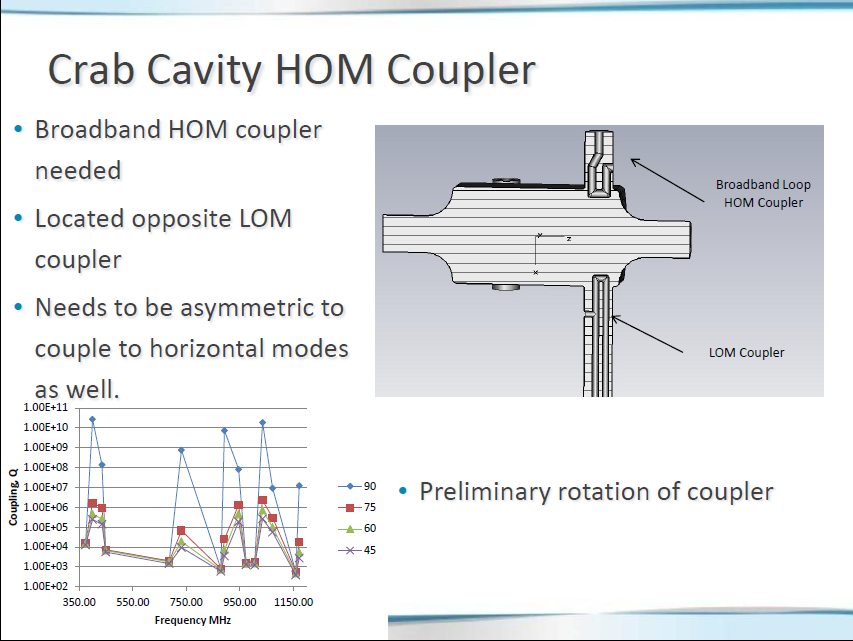 Crab Cavity HOM Coupler
• Broadband HOM coupler
needed
• Located opposite LOM
coupler
• Needs to be asymmetric to
couple to horizontal modes
as well.
Broadband Loop
HOM Coupler
z
x
LOM Coupler
1.00E+11
1.00E+10
1.00E+09
1.00E+08
1.00E+07
1.00E+06
1.00E+05
1.00E+04
1.00E+03
1.00E+02
Coupling, Q
350.00 550.00 750.00 950.00 1150.00
Frequency MHz
90
75
60
45
• Preliminary rotation of coupler